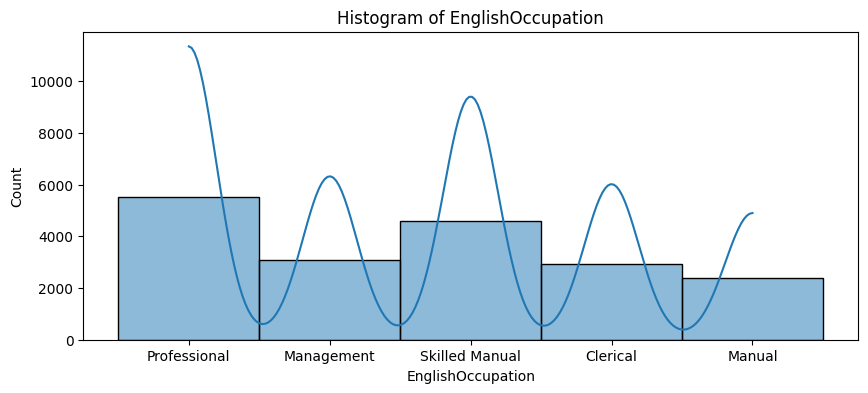 Histogram of EnglishOccupation
10000
8000
6000
4000
2000
0
Count
Professional Management Skilled Manual Clerical Manual
EnglishOccupation